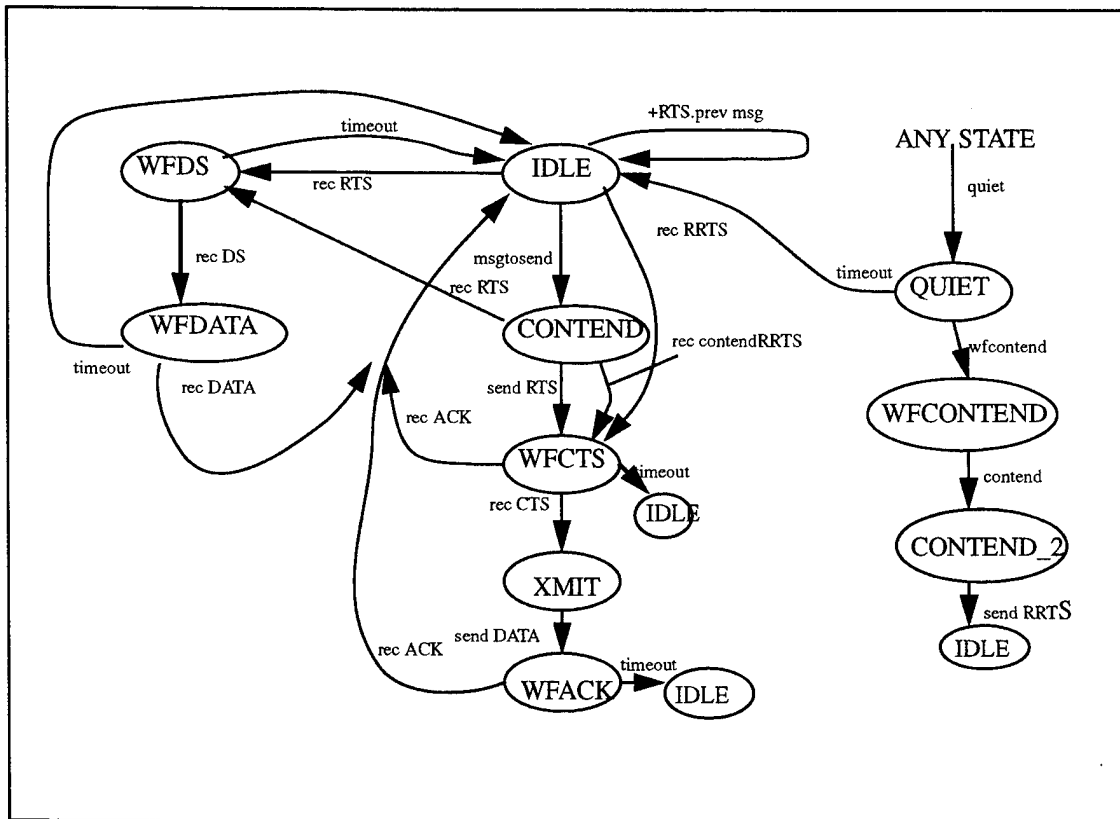 +RTS.prev msg
timeout
ANY STATE
WFDS
IDLE
rec RTS
quiet
rec RRTS
rec DS
msgtosend
timeout
rec RTS
QUIET
WFDATA
CONTEND
wfcontend
rec contendRRTS
timeout
rec DATA
send RTS
WFCONTEND
rec ACK
WFCTS
timeout
contend
rec CTS
IDLE
CONTEND_2
XMIT
send RRTS
send DATA
rec ACK
IDLE
timeout
WFACK
IDLE